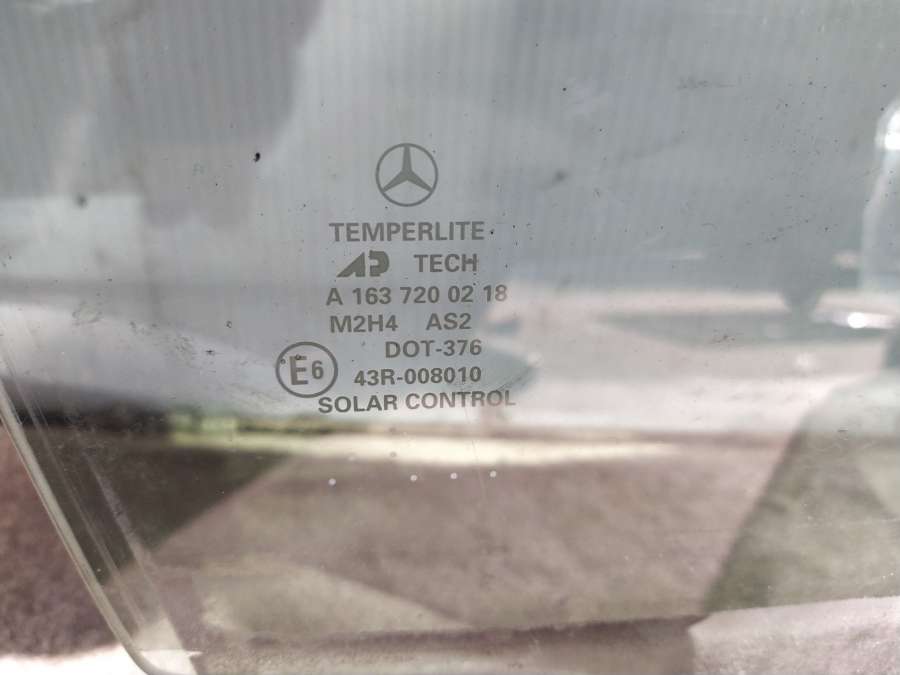 TEMPERLITE
AP TECH
A 163 720 02 18
M2H4 AS2
DOT-376
E6 43R-008010
SOLAR CONTROL